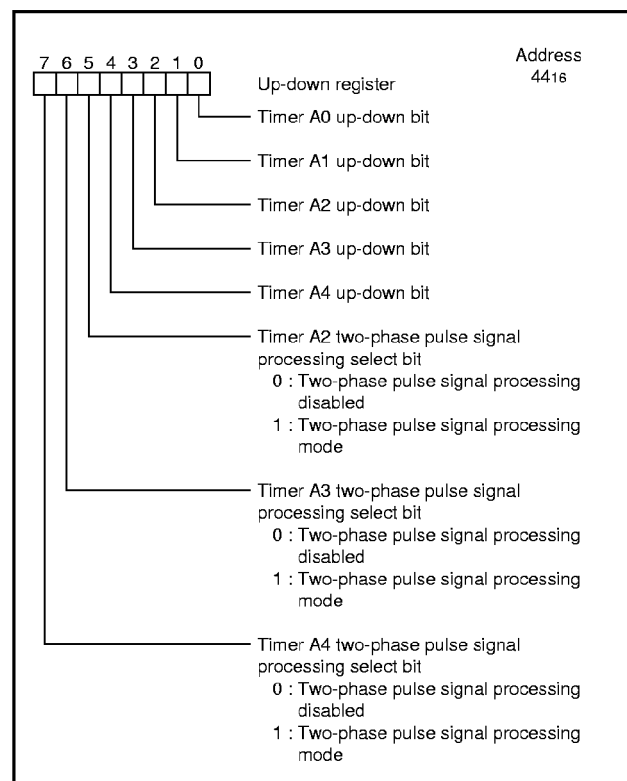 Address
44₁₆
7 6 5 4 3 2 1 0
Up-down register
Timer A0 up-down bit
Timer A1 up-down bit
Timer A2 up-down bit
Timer A3 up-down bit
Timer A4 up-down bit
Timer A2 two-phase pulse signal
processing select bit
0 : Two-phase pulse signal processing
disabled
1 : Two-phase pulse signal processing
mode
Timer A3 two-phase pulse signal
processing select bit
0 : Two-phase pulse signal processing
disabled
1 : Two-phase pulse signal processing
mode
Timer A4 two-phase pulse signal
processing select bit
0 : Two-phase pulse signal processing
disabled
1 : Two-phase pulse signal processing
mode